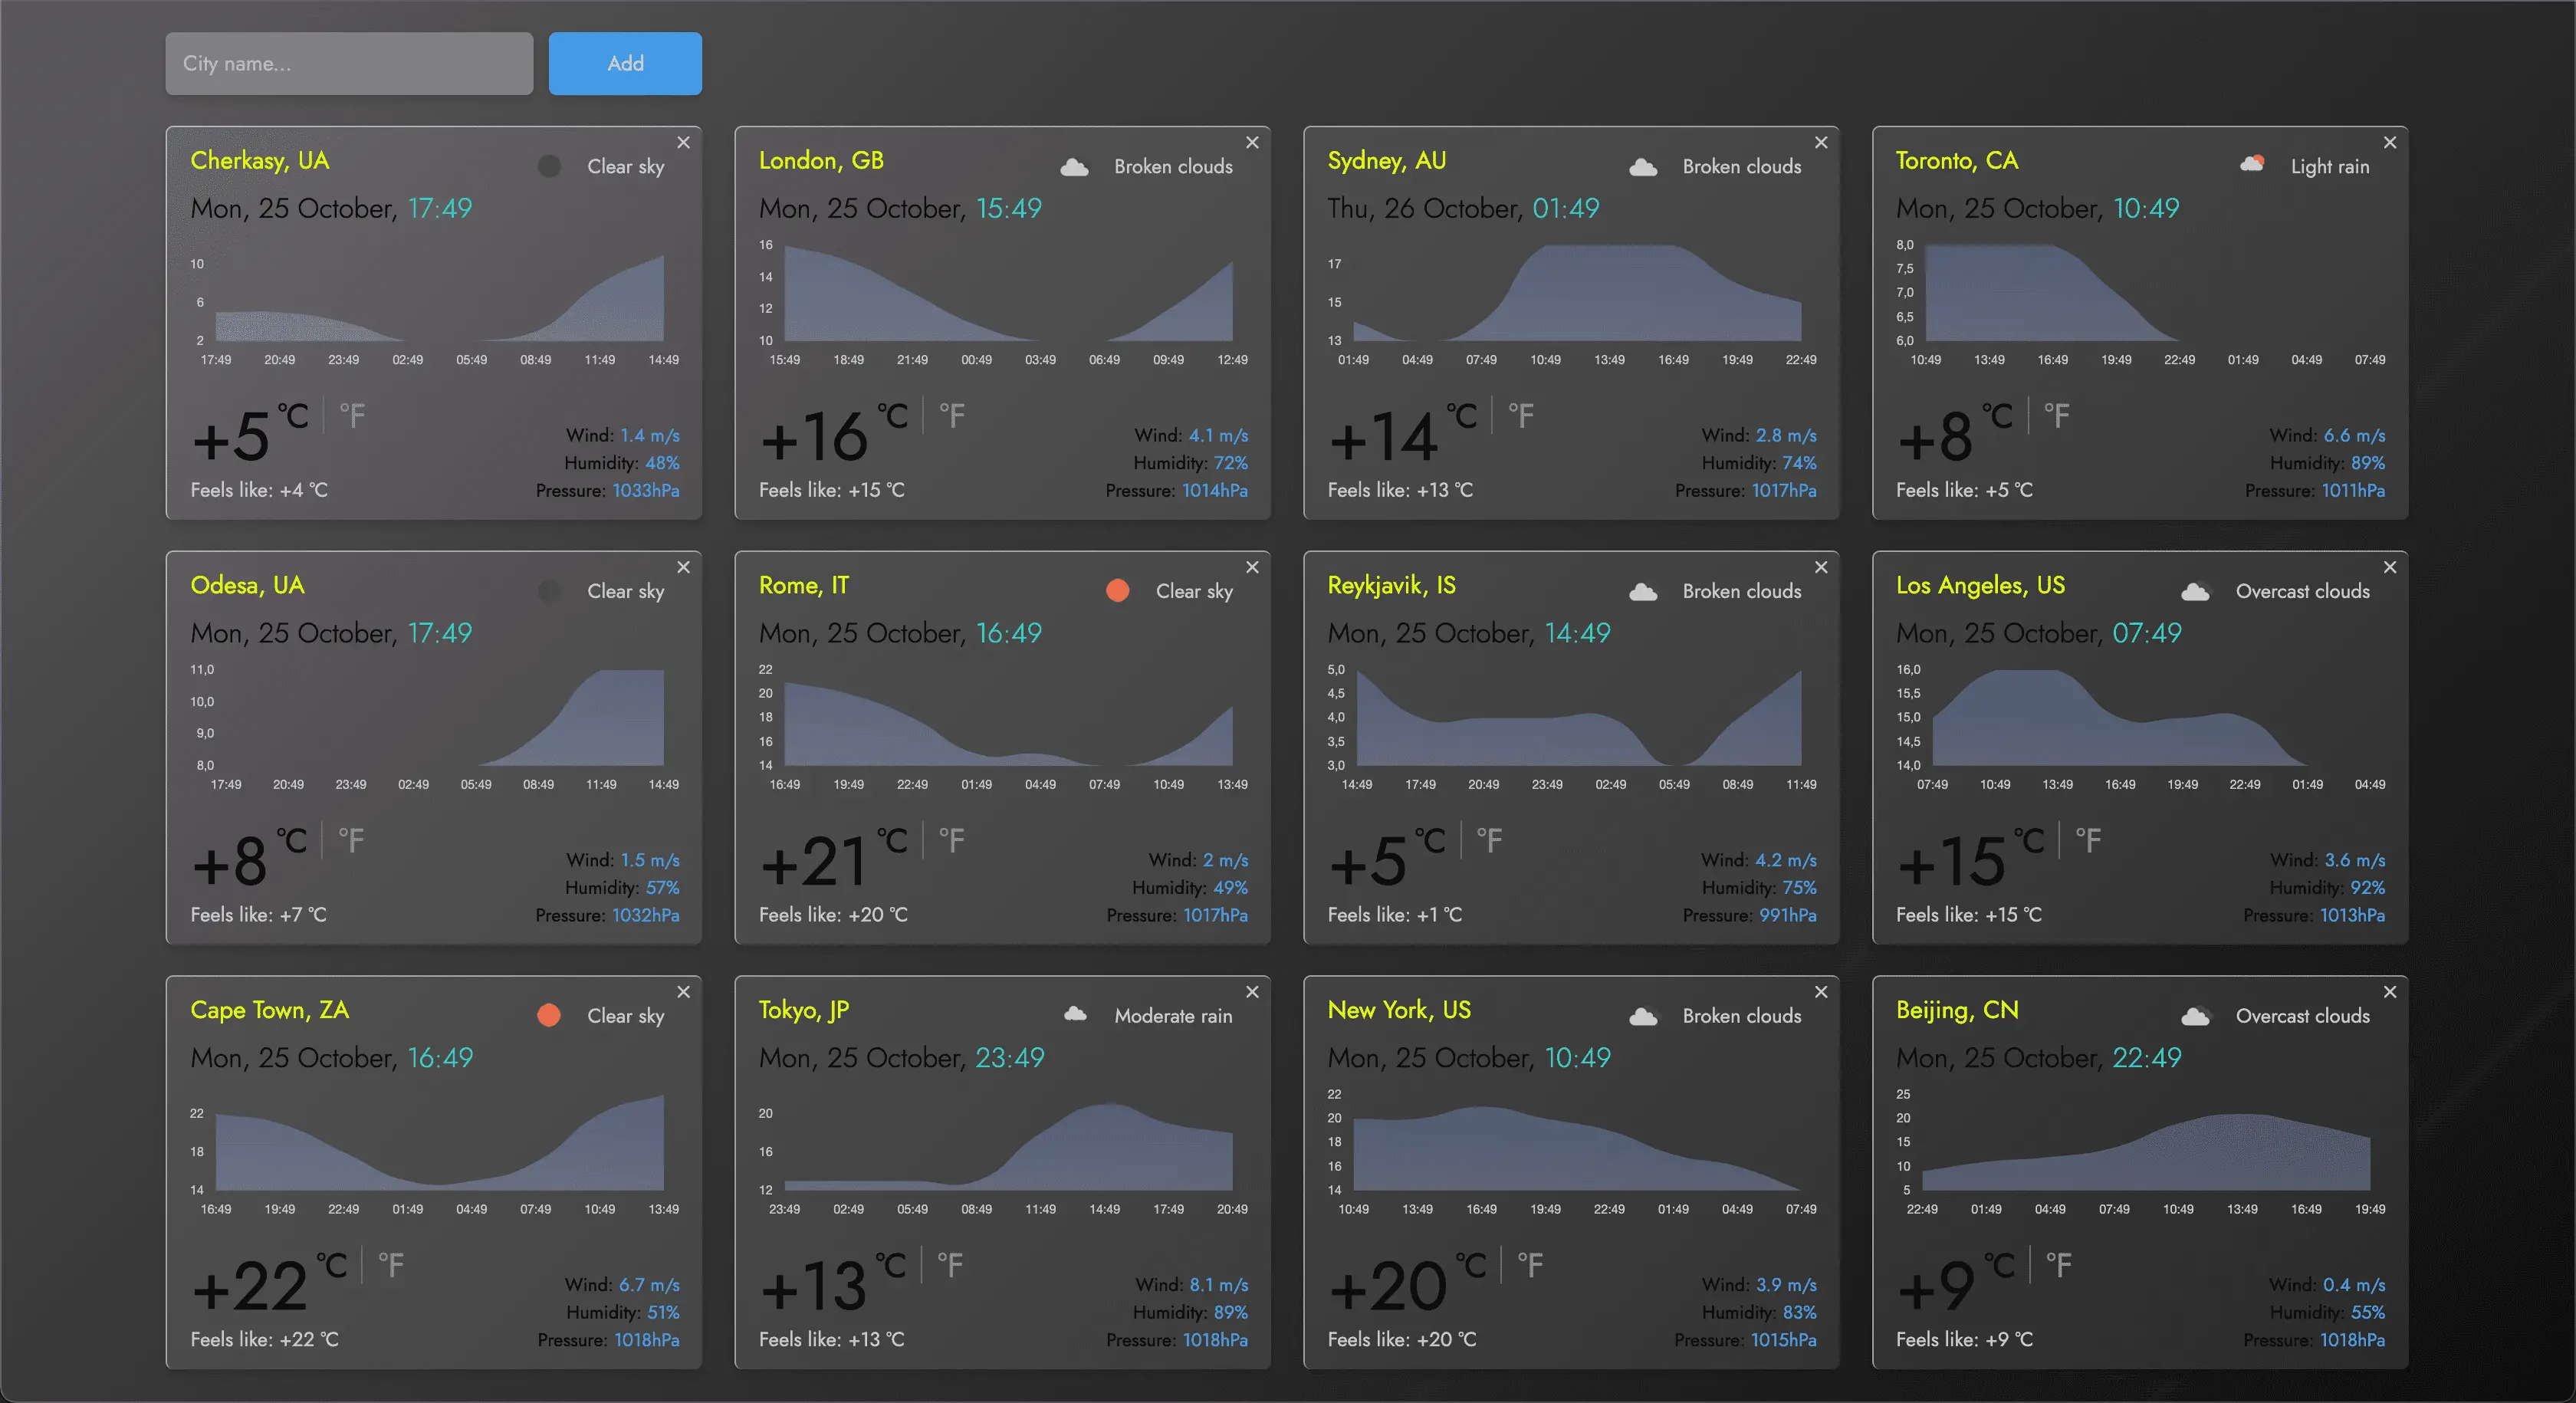 City name...
Add
Cherkasy, UA
Clear sky
Mon, 25 October, 17:49
10
6
2
17:49 20:49 23:49 02:49 05:49 08:49 11:49 14:49
+5 °C | °F
Wind: 1.4 m/s
Humidity: 48%
Feels like: +4 °C
Pressure: 1033hPa
London, GB
Broken clouds
Mon, 25 October, 15:49
16
14
12
10
15:49 18:49 21:49 00:49 03:49 06:49 09:49 12:49
+16 °C | °F
Wind: 4.1 m/s
Humidity: 72%
Feels like: +15 °C
Pressure: 1014hPa
Sydney, AU
Broken clouds
Thu, 26 October, 01:49
17
15
13
01:49 04:49 07:49 10:49 13:49 16:49 19:49 22:49
+14 °C | °F
Wind: 2.8 m/s
Humidity: 74%
Feels like: +13 °C
Pressure: 1017hPa
Toronto, CA
Light rain
Mon, 25 October, 10:49
8,0
7,5
7,0
6,5
6,0
10:49 13:49 16:49 19:49 22:49 01:49 04:49 07:49
+8 °C | °F
Wind: 6.6 m/s
Humidity: 89%
Feels like: +5 °C
Pressure: 1011hPa
Odesa, UA
Clear sky
Mon, 25 October, 17:49
11,0
10,0
9,0
8,0
17:49 20:49 23:49 02:49 05:49 08:49 11:49 14:49
+8 °C | °F
Wind: 1.5 m/s
Humidity: 57%
Feels like: +7 °C
Pressure: 1032hPa
Rome, IT
Clear sky
Mon, 25 October, 16:49
22
20
18
16
14
16:49 19:49 22:49 01:49 04:49 07:49 10:49 13:49
+21 °C | °F
Wind: 2 m/s
Humidity: 49%
Feels like: +20 °C
Pressure: 1017hPa
Reykjavik, IS
Broken clouds
Mon, 25 October, 14:49
5,0
4,5
4,0
3,5
3,0
14:49 17:49 20:49 23:49 02:49 05:49 08:49 11:49
+5 °C | °F
Wind: 4.2 m/s
Humidity: 75%
Feels like: +1 °C
Pressure: 991hPa
Los Angeles, US
Overcast clouds
Mon, 25 October, 07:49
16,0
15,5
15,0
14,5
14,0
07:49 10:49 13:49 16:49 19:49 22:49 01:49 04:49
+15 °C | °F
Wind: 3.6 m/s
Humidity: 92%
Feels like: +15 °C
Pressure: 1013hPa
Cape Town, ZA
Clear sky
Mon, 25 October, 16:49
22
18
14
16:49 19:49 22:49 01:49 04:49 07:49 10:49 13:49
+22 °C | °F
Wind: 6.7 m/s
Humidity: 51%
Feels like: +22 °C
Pressure: 1018hPa
Tokyo, JP
Moderate rain
Mon, 25 October, 23:49
20
16
12
23:49 02:49 05:49 08:49 11:49 14:49 17:49 20:49
+13 °C | °F
Wind: 8.1 m/s
Humidity: 89%
Feels like: +13 °C
Pressure: 1018hPa
New York, US
Broken clouds
Mon, 25 October, 10:49
22
20
18
16
14
10:49 13:49 16:49 19:49 22:49 01:49 04:49 07:49
+20 °C | °F
Wind: 3.9 m/s
Humidity: 83%
Feels like: +20 °C
Pressure: 1015hPa
Beijing, CN
Overcast clouds
Mon, 25 October, 22:49
25
20
15
10
5
22:49 01:49 04:49 07:49 10:49 13:49 16:49 19:49
+9 °C | °F
Wind: 0.4 m/s
Humidity: 55%
Feels like: +9 °C
Pressure: 1018hPa